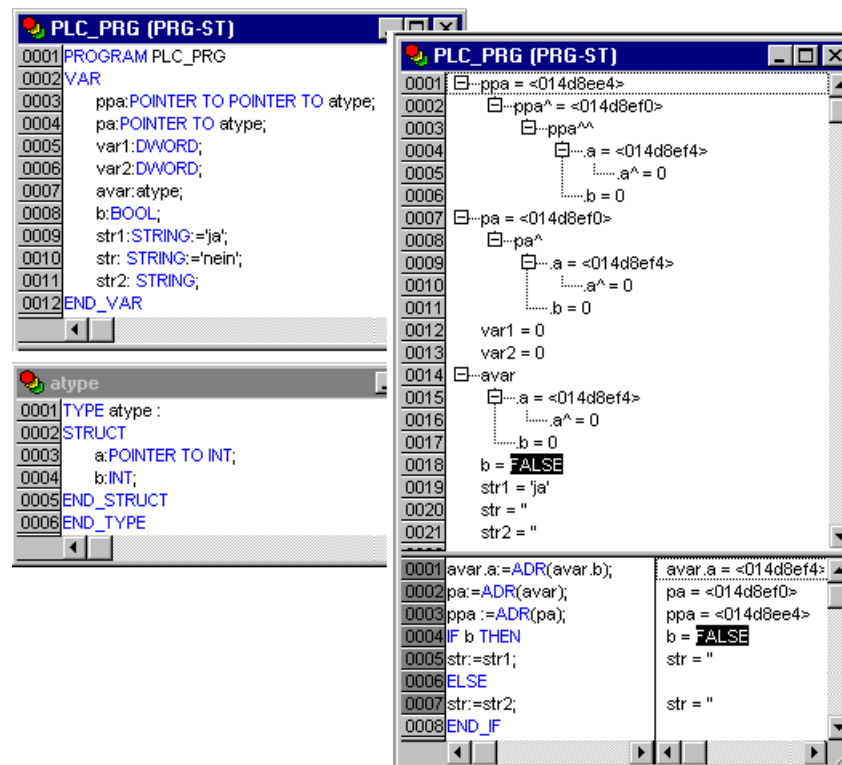 PLC_PRG (PRG-ST)
0001 PROGRAM PLC_PRG
0002 VAR
0003 ppa:POINTER TO POINTER TO atype;
0004 pa:POINTER TO atype;
0005 var1:DWORD;
0006 var2:DWORD;
0007 avar:atype;
0008 b:BOOL;
0009 str1:STRING:='ja';
0010 str: STRING:='nein';
0011 str2: STRING;
0012 END_VAR
atype
0001 TYPE atype :
0002 STRUCT
0003 a:POINTER TO INT;
0004 b:INT;
0005 END_STRUCT
0006 END_TYPE
PLC_PRG (PRG-ST)
0001 ppa = <014d8ee4>
0002 ppa^ = <014d8ef0>
0003 ppa^^
0004 .a = <014d8ef4>
0005 .a^ = 0
0006 .b = 0
0007 pa = <014d8ef0>
0008 pa^
0009 .a = <014d8ef4>
0010 .a^ = 0
0011 .b = 0
0012 var1 = 0
0013 var2 = 0
0014 avar
0015 .a = <014d8ef4>
0016 .a^ = 0
0017 .b = 0
0018 b = FALSE
0019 str1 = 'ja'
0020 str = ''
0021 str2 = ''
0001 avar.a:=ADR(avar.b); avar.a = <014d8ef4>
0002 pa:=ADR(avar); pa = <014d8ef0>
0003 ppa :=ADR(pa); ppa = <014d8ee4>
0004 IF b THEN b = FALSE
0005 str:=str1; str = ''
0006 ELSE
0007 str:=str2; str = ''
0008 END_IF